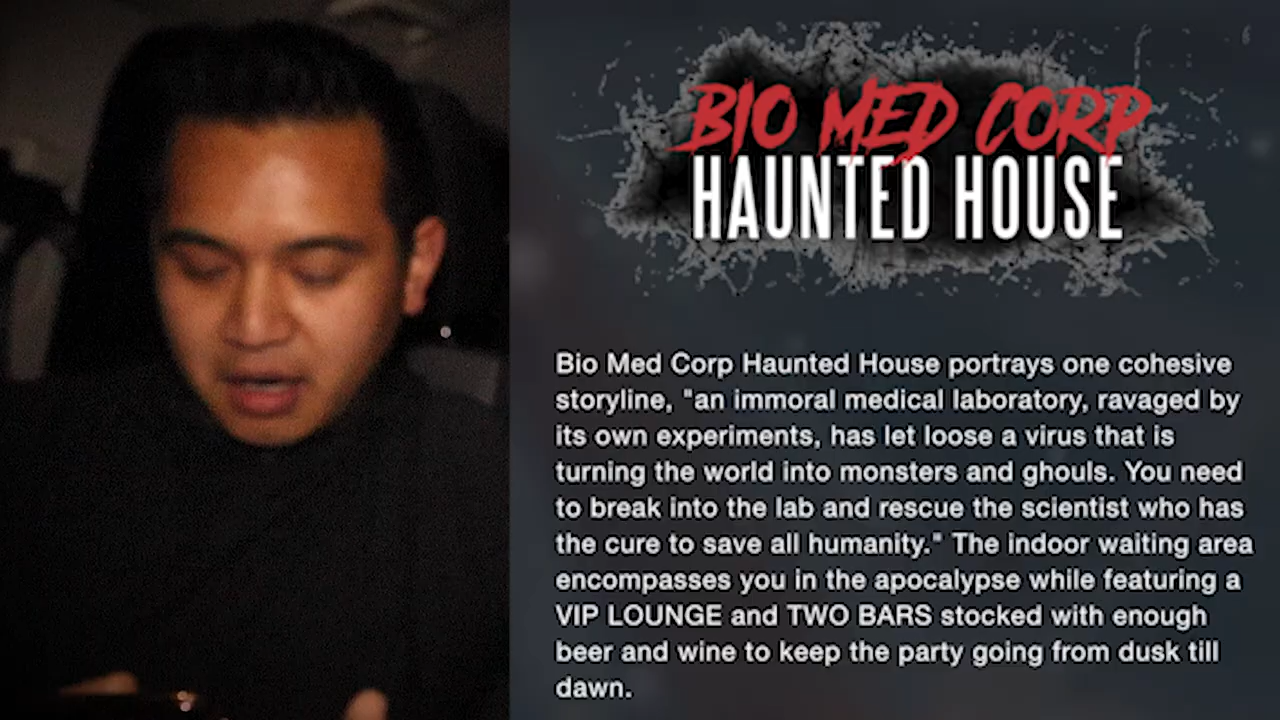 BIO MED CORP
HAUNTED HOUSE
Bio Med Corp Haunted House portrays one cohesive
storyline, "an immoral medical laboratory, ravaged by
its own experiments, has let loose a virus that is
turning the world into monsters and ghouls. You need
to break into the lab and rescue the scientist who has
the cure to save all humanity." The indoor waiting area
encompasses you in the apocalypse while featuring a
VIP LOUNGE and TWO BARS stocked with enough
beer and wine to keep the party going from dusk till
dawn.